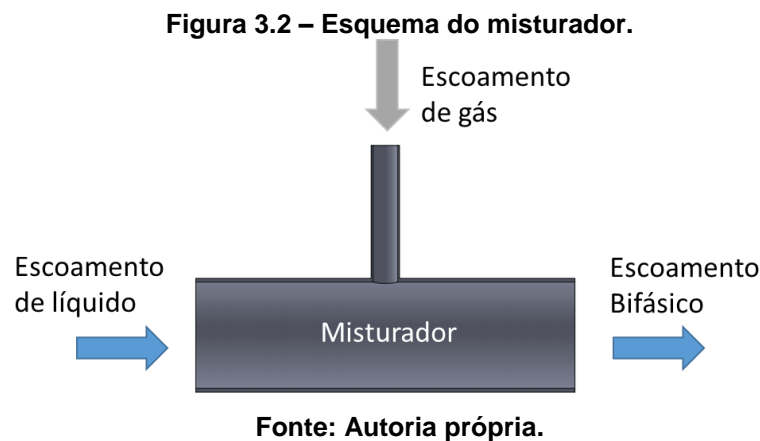 Figura 3.2 – Esquema do misturador.
Escoamento
de gás
Escoamento
de líquido
Misturador
Escoamento
Bifásico
Fonte: Autoria própria.